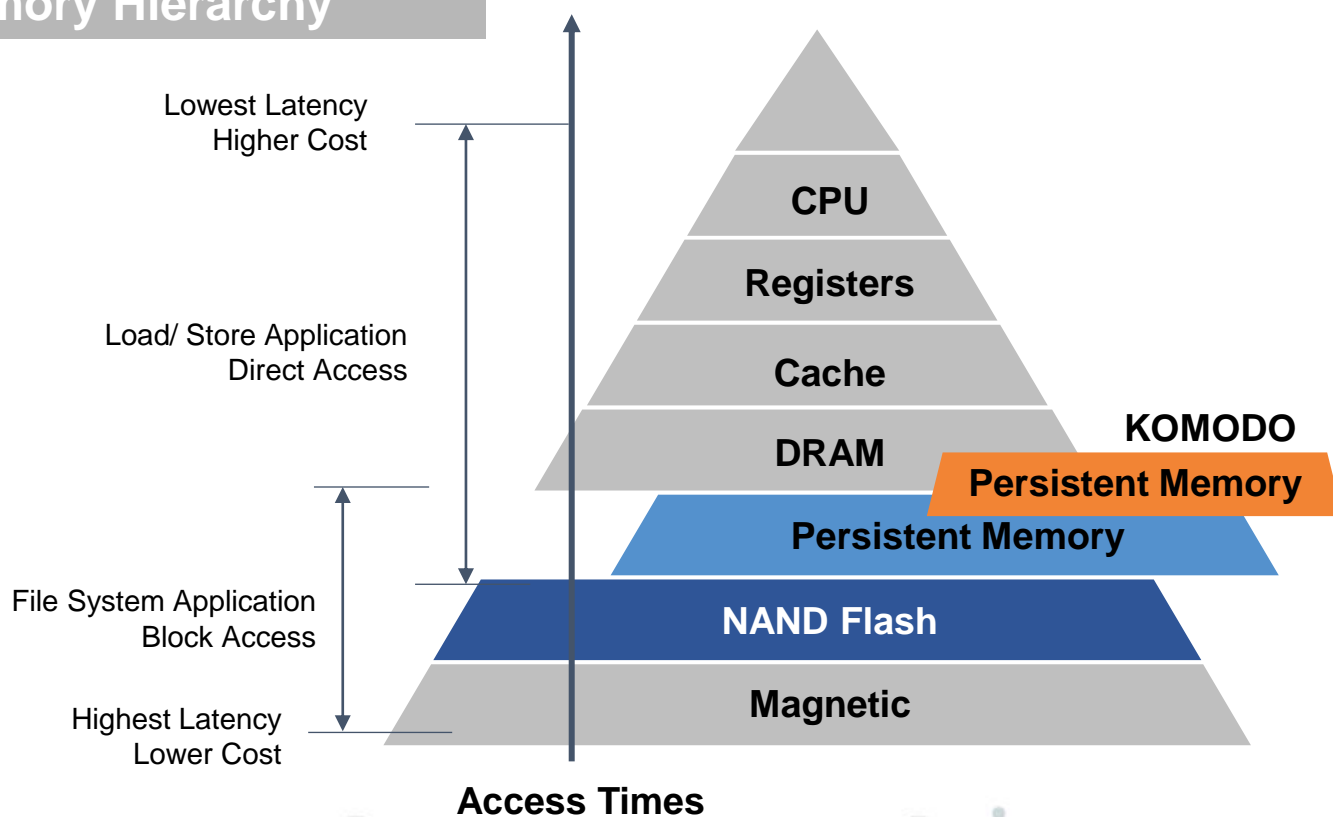 Hierarchy
Lowest Latency
Higher Cost
CPU
Registers
Load/ Store Application
Direct Access
Cache
KOMODO
DRAM
Persistent Memory
Persistent Memory
File System Application
Block Access
NAND Flash
Highest Latency
Lower Cost
Magnetic
Access Times